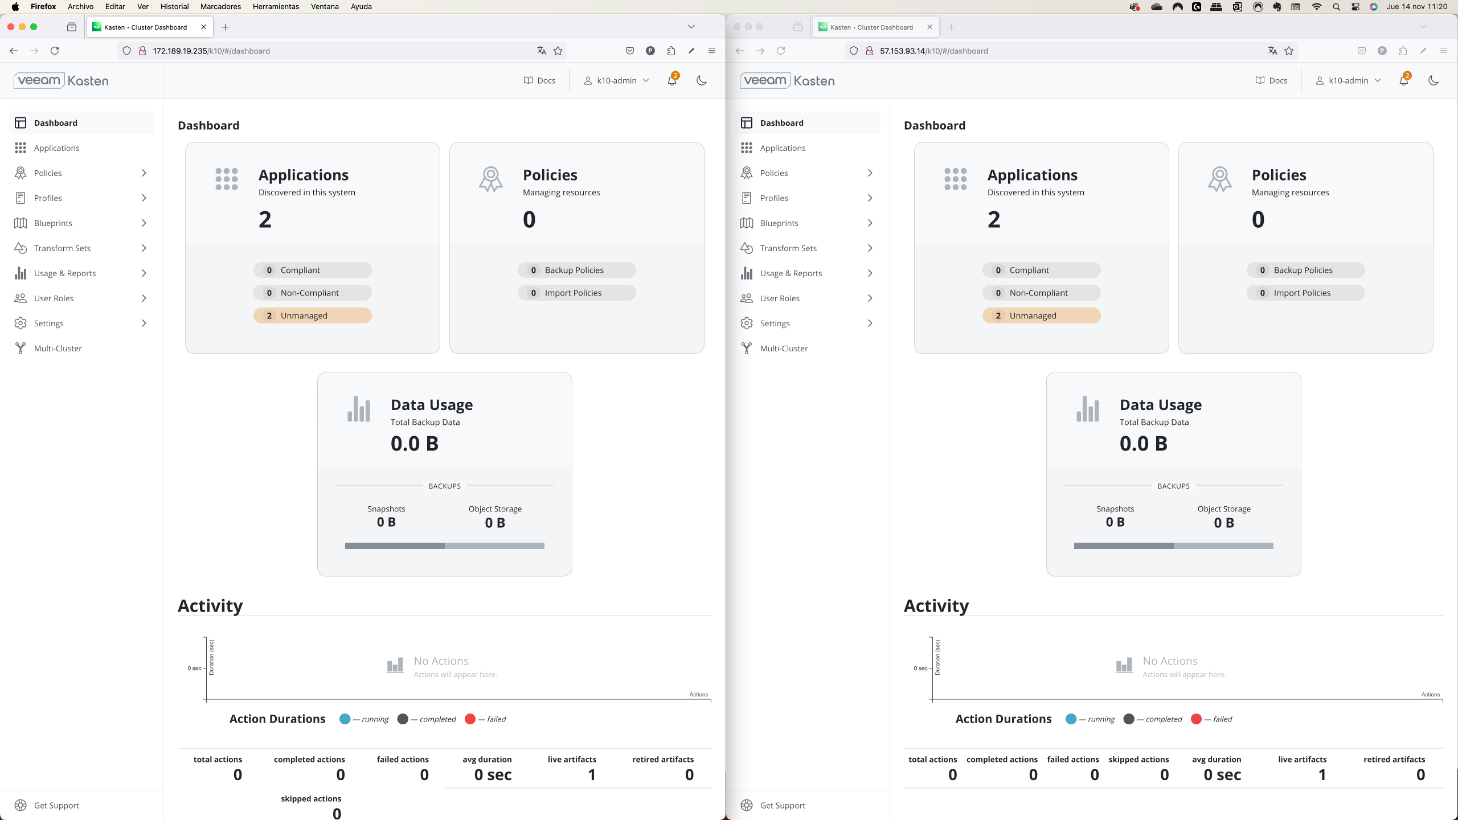 Firefox Archivo Editar Ver Historial Marcadores Herramientas Ventana Ayuda
Jue 14 nov 11:20
Kasten - Cluster Dashboard
172.189.19.235/k10/#/dashboard
veeam Kasten
Docs
k10-admin
2
Dashboard
Applications
Policies
Profiles
Blueprints
Transform Sets
Usage & Reports
User Roles
Settings
Multi-Cluster
Get Support
Dashboard
Applications
Discovered in this system
2
0 Compliant
0 Non-Compliant
2 Unmanaged
Policies
Managing resources
0
0 Backup Policies
0 Import Policies
Data Usage
Total Backup Data
0.0 B
BACKUPS
Snapshots
0 B
Object Storage
0 B
Activity
Duration (sec)
0 sec
No Actions
Actions will appear here.
Actions
Action Durations — running — completed — failed
total actions
0
completed actions
0
failed actions
0
avg duration
0 sec
live artifacts
1
retired artifacts
0
skipped actions
0
Kasten - Cluster Dashboard
57.153.93.14/k10/#/dashboard
veeam Kasten
Docs
k10-admin
2
Dashboard
Applications
Policies
Profiles
Blueprints
Transform Sets
Usage & Reports
User Roles
Settings
Multi-Cluster
Get Support
Dashboard
Applications
Discovered in this system
2
0 Compliant
0 Non-Compliant
2 Unmanaged
Policies
Managing resources
0
0 Backup Policies
0 Import Policies
Data Usage
Total Backup Data
0.0 B
BACKUPS
Snapshots
0 B
Object Storage
0 B
Activity
Duration (sec)
0 sec
No Actions
Actions will appear here.
Actions
Action Durations — running — completed — failed
total actions
0
completed actions
0
failed actions
0
skipped actions
0
avg duration
0 sec
live artifacts
1
retired artifacts
0